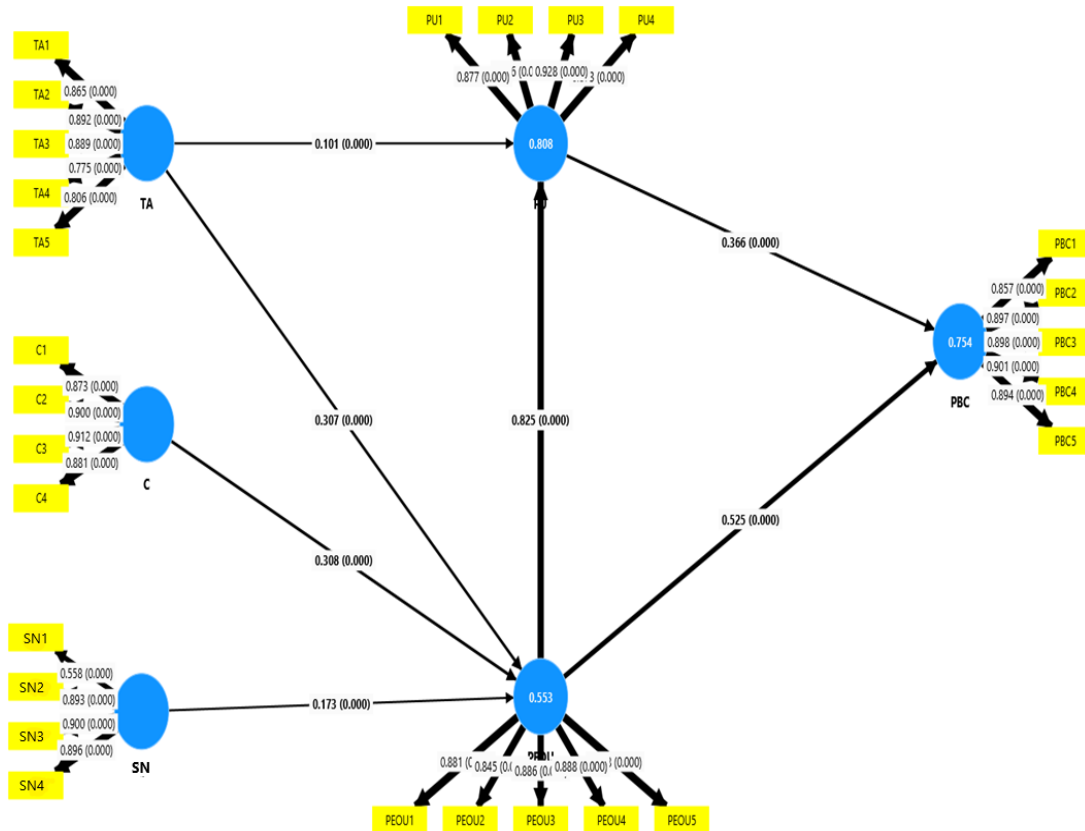 PU1
PU2
PU3
PU4
0.877 (0.000)
0.928 (0.000)
(0.000)
TA1
TA2
TA3
TA4
TA5
0.865 (0.000)
0.892 (0.000)
0.889 (0.000)
0.775 (0.000)
0.806 (0.000)
TA
0.101 (0.000)
0.808
0.366 (0.000)
0.307 (0.000)
0.825 (0.000)
C1
C2
C3
C4
0.873 (0.000)
0.900 (0.000)
0.912 (0.000)
0.881 (0.000)
C
0.308 (0.000)
0.525 (0.000)
0.754
PBC
PBC1
PBC2
PBC3
PBC4
PBC5
0.857 (0.000)
0.897 (0.000)
0.898 (0.000)
0.901 (0.000)
0.894 (0.000)
SN1
SN2
SN3
SN4
0.558 (0.000)
0.893 (0.000)
0.900 (0.000)
0.896 (0.000)
SN
0.173 (0.000)
0.553
0.881
0.845
0.886
0.888 (0.000)
(0.000)
PEOU1
PEOU2
PEOU3
PEOU4
PEOU5